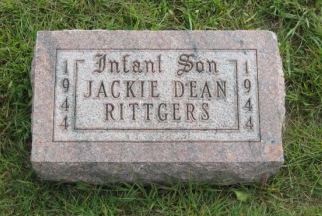 Infant Son
1944 JACKIE DEAN 1944
RITTGERS